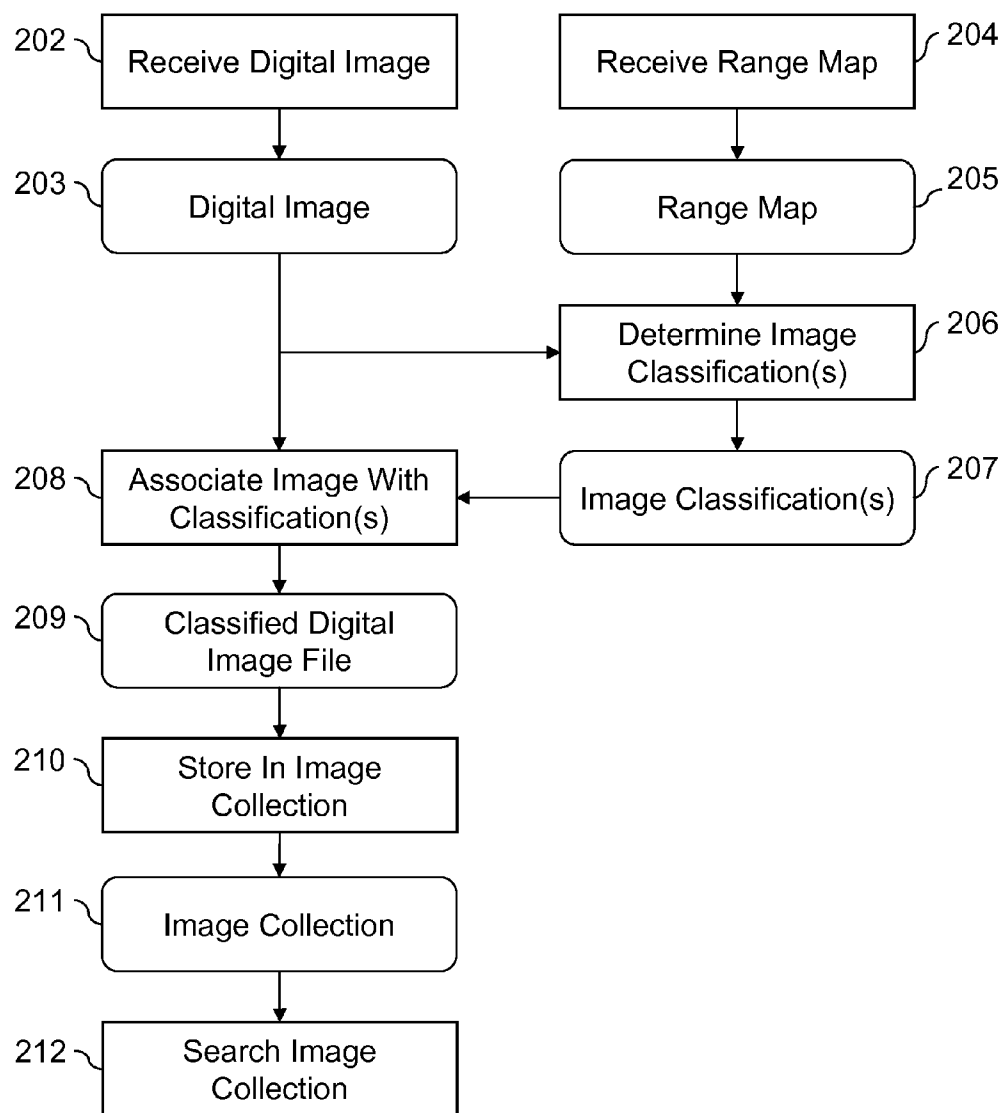 202
Receive Digital Image
204
Receive Range Map
203
Digital Image
205
Range Map
206
Determine Image
Classification(s)
208
Associate Image With
Classification(s)
207
Image Classification(s)
209
Classified Digital
Image File
210
Store In Image
Collection
211
Image Collection
212
Search Image
Collection